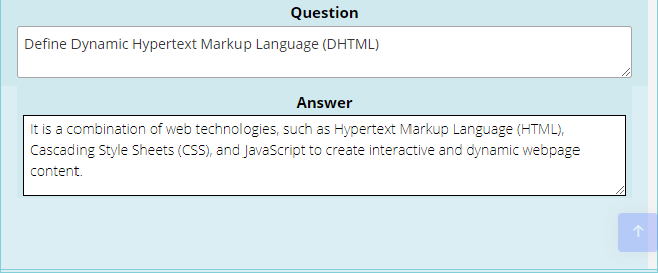 Question
Define Dynamic Hypertext Markup Language (DHTML)
Answer
It is a combination of web technologies, such as Hypertext Markup Language (HTML),
Cascading Style Sheets (CSS), and JavaScript to create interactive and dynamic webpage
content.